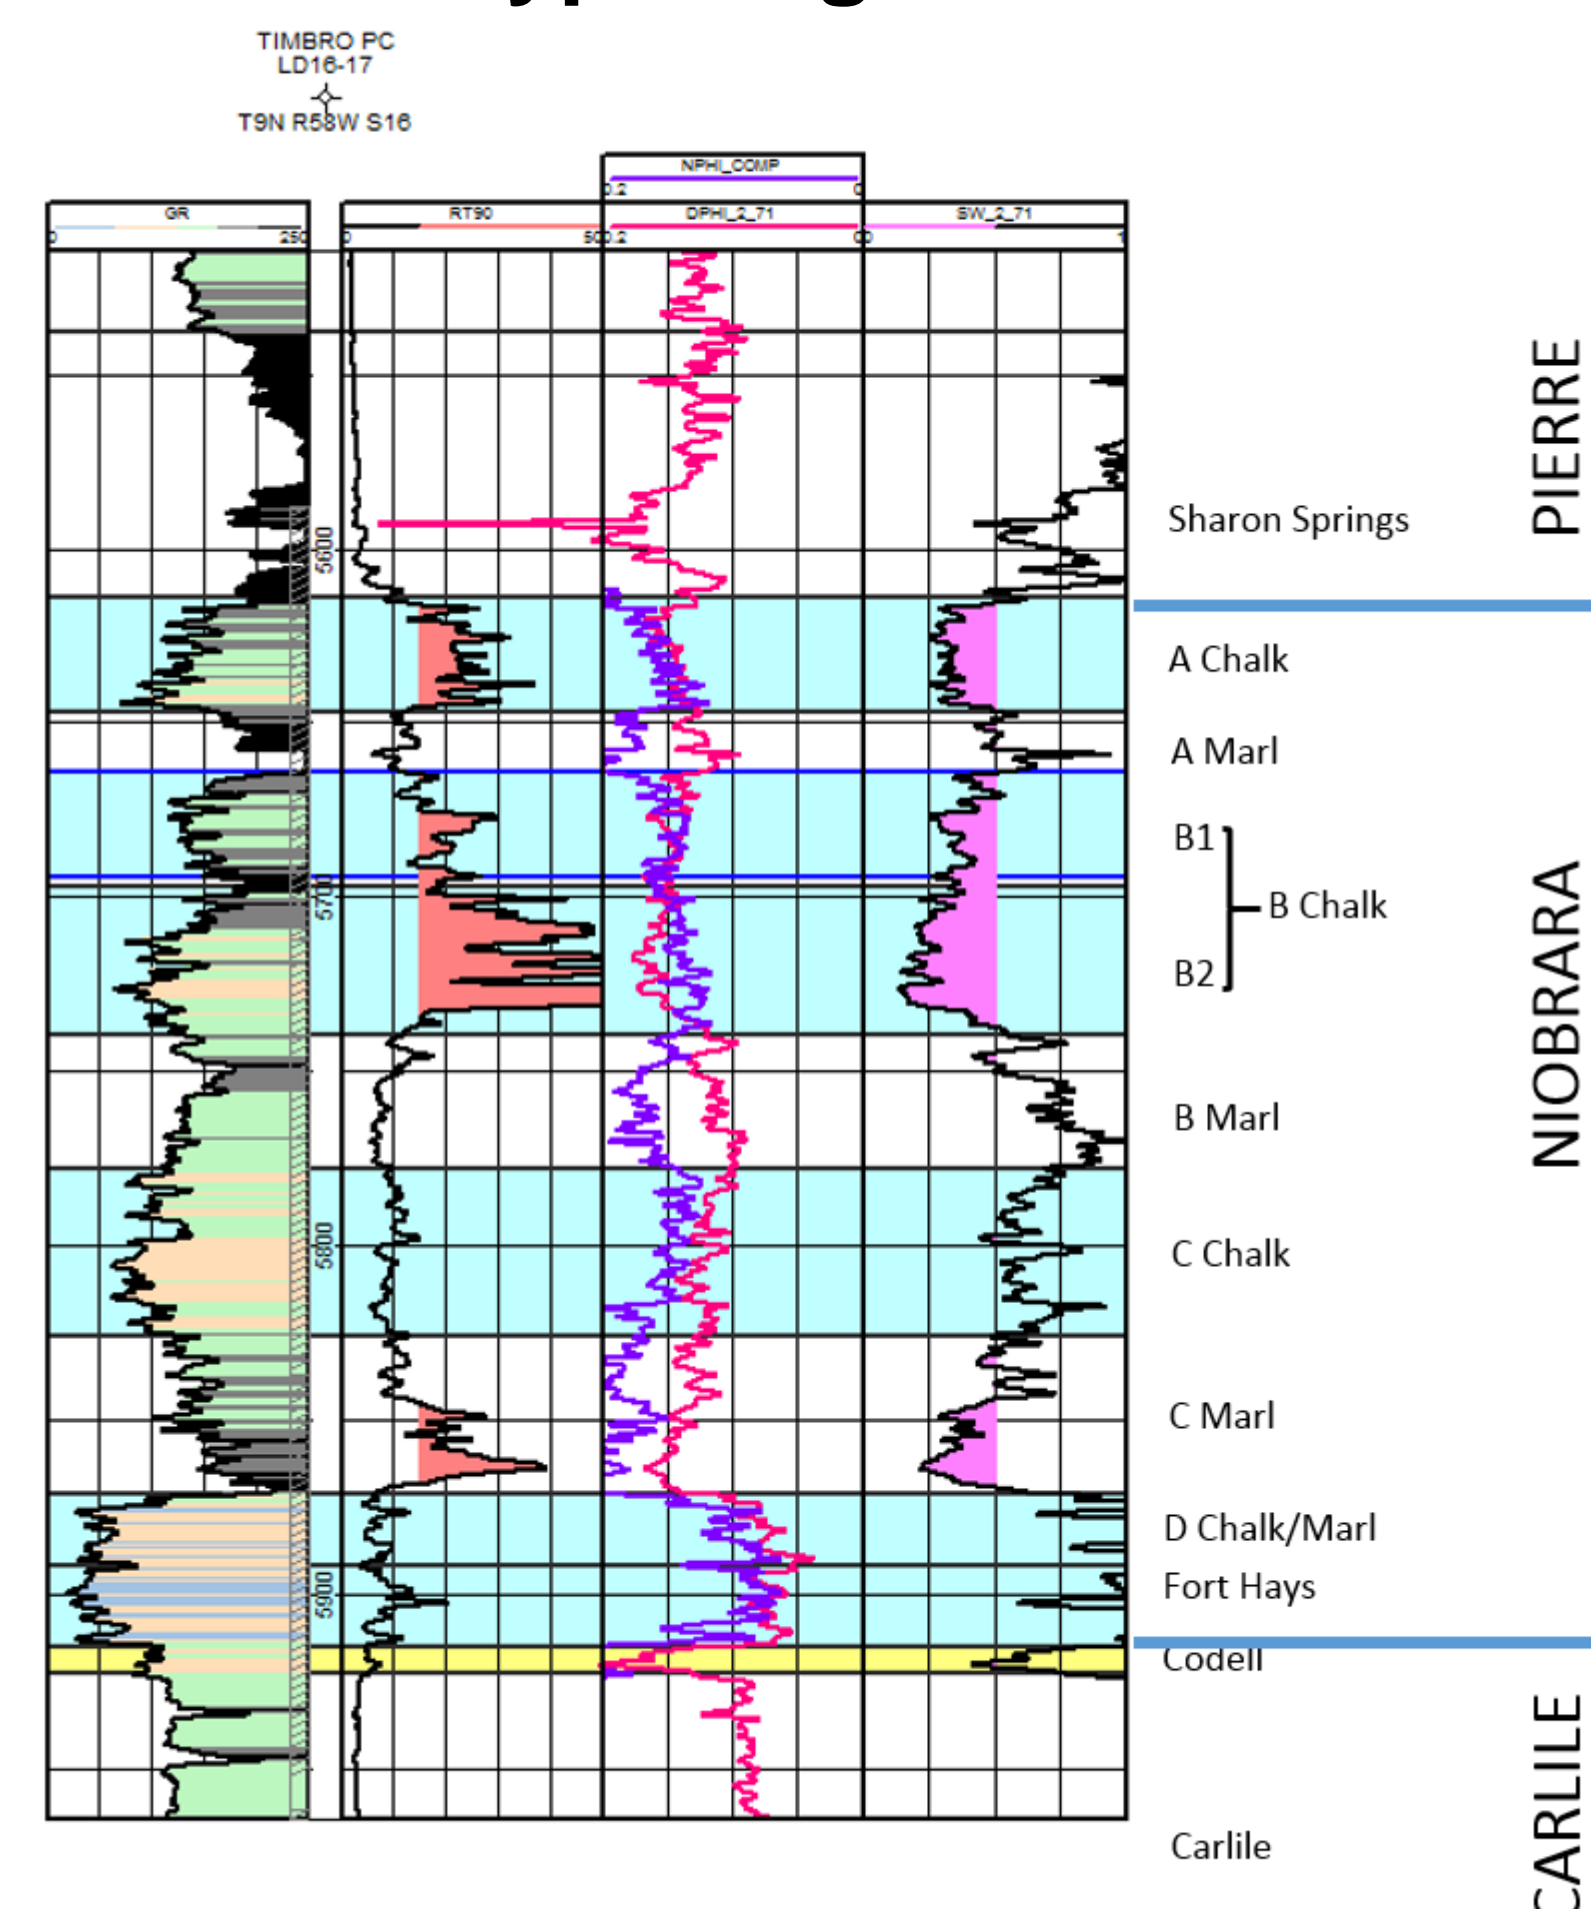 TIMBRO PC
LD16-17
T9N R58W S16
NPHI_COMP
0.2 0
GR RT90 DPHI_2_71 SW_2_71
0 250 0 50 0.2 0 0 1
PIERRE
Sharon Springs
5600
A Chalk
A Marl
B1
5700
B Chalk
B2
NIOBRARA
B Marl
5800
C Chalk
C Marl
D Chalk/Marl
Fort Hays
5900
Codell
CARLILE
Carlile